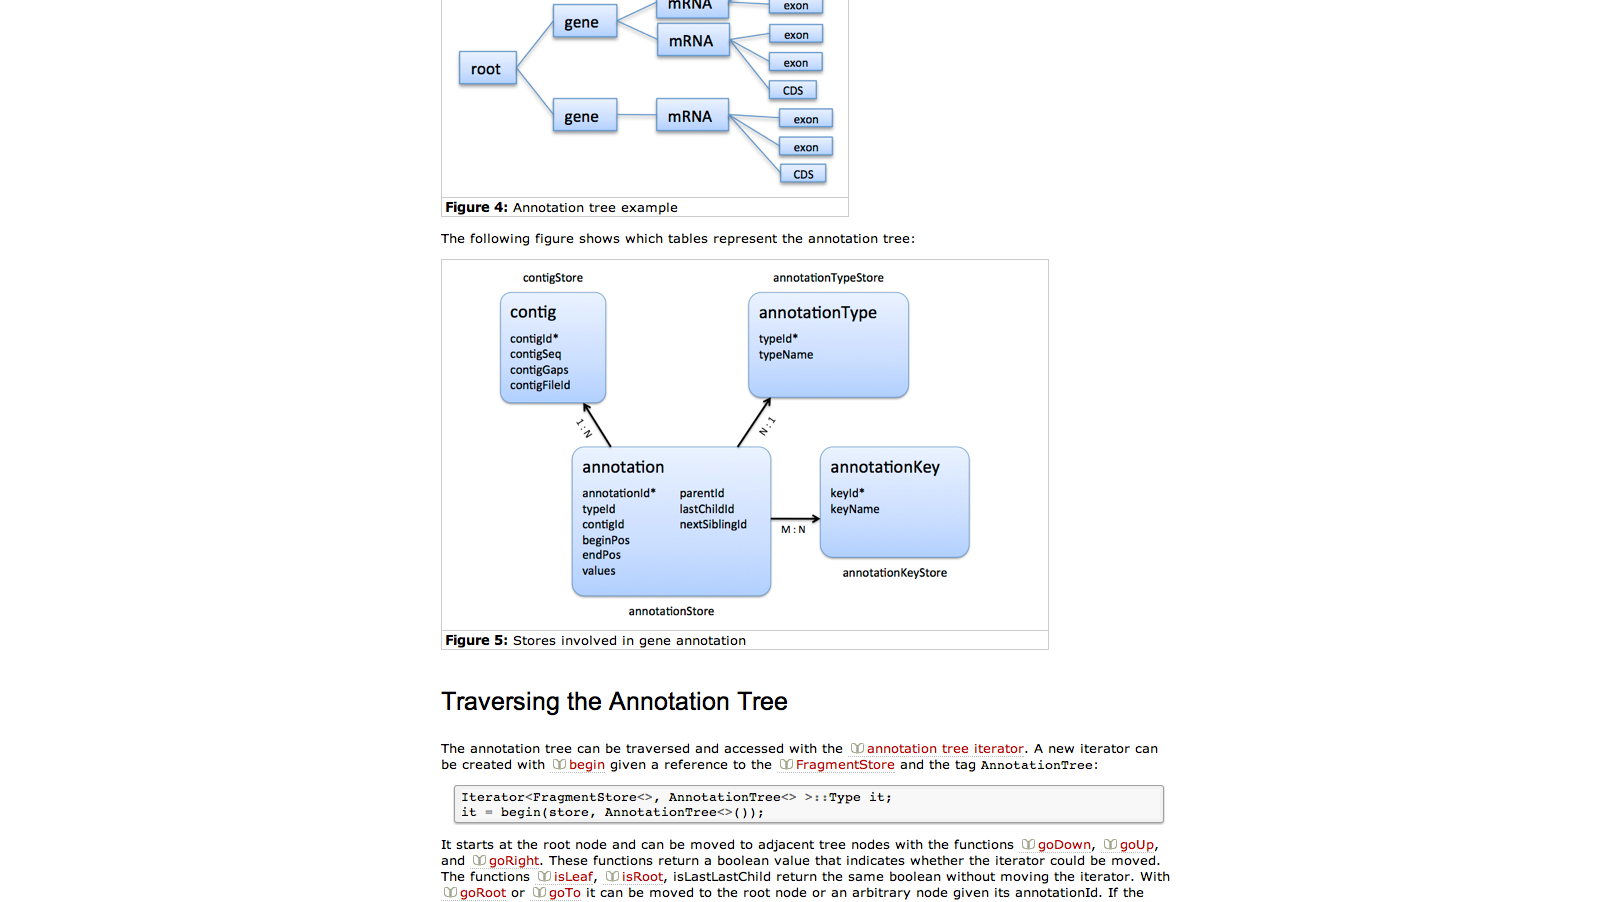 mRNA
exon
gene
mRNA
exon
exon
root
CDS
gene
mRNA
exon
exon
CDS
Figure 4: Annotation tree example
The following figure shows which tables represent the annotation tree:
contigStore
contig
contigId*
contigSeq
contigGaps
contigFileId
annotationTypeStore
annotationType
typeId*
typeName
1:N
N:1
annotation
annotationId*
typeId
contigId
beginPos
endPos
values
parentId
lastChildId
nextSiblingId
annotationStore
M:N
annotationKey
keyId*
keyName
annotationKeyStore
Figure 5: Stores involved in gene annotation
Traversing the Annotation Tree
The annotation tree can be traversed and accessed with the annotation tree iterator. A new iterator can
be created with begin given a reference to the FragmentStore and the tag AnnotationTree:
Iterator<FragmentStore<>, AnnotationTree<> >::Type it;
it = begin(store, AnnotationTree<>());
It starts at the root node and can be moved to adjacent tree nodes with the functions goDown, goUp,
and goRight. These functions return a boolean value that indicates whether the iterator could be moved.
The functions isLeaf, isRoot, isLastLastChild return the same boolean without moving the iterator. With
goRoot or goTo it can be moved to the root node or an arbitrary node given its annotationId. If the